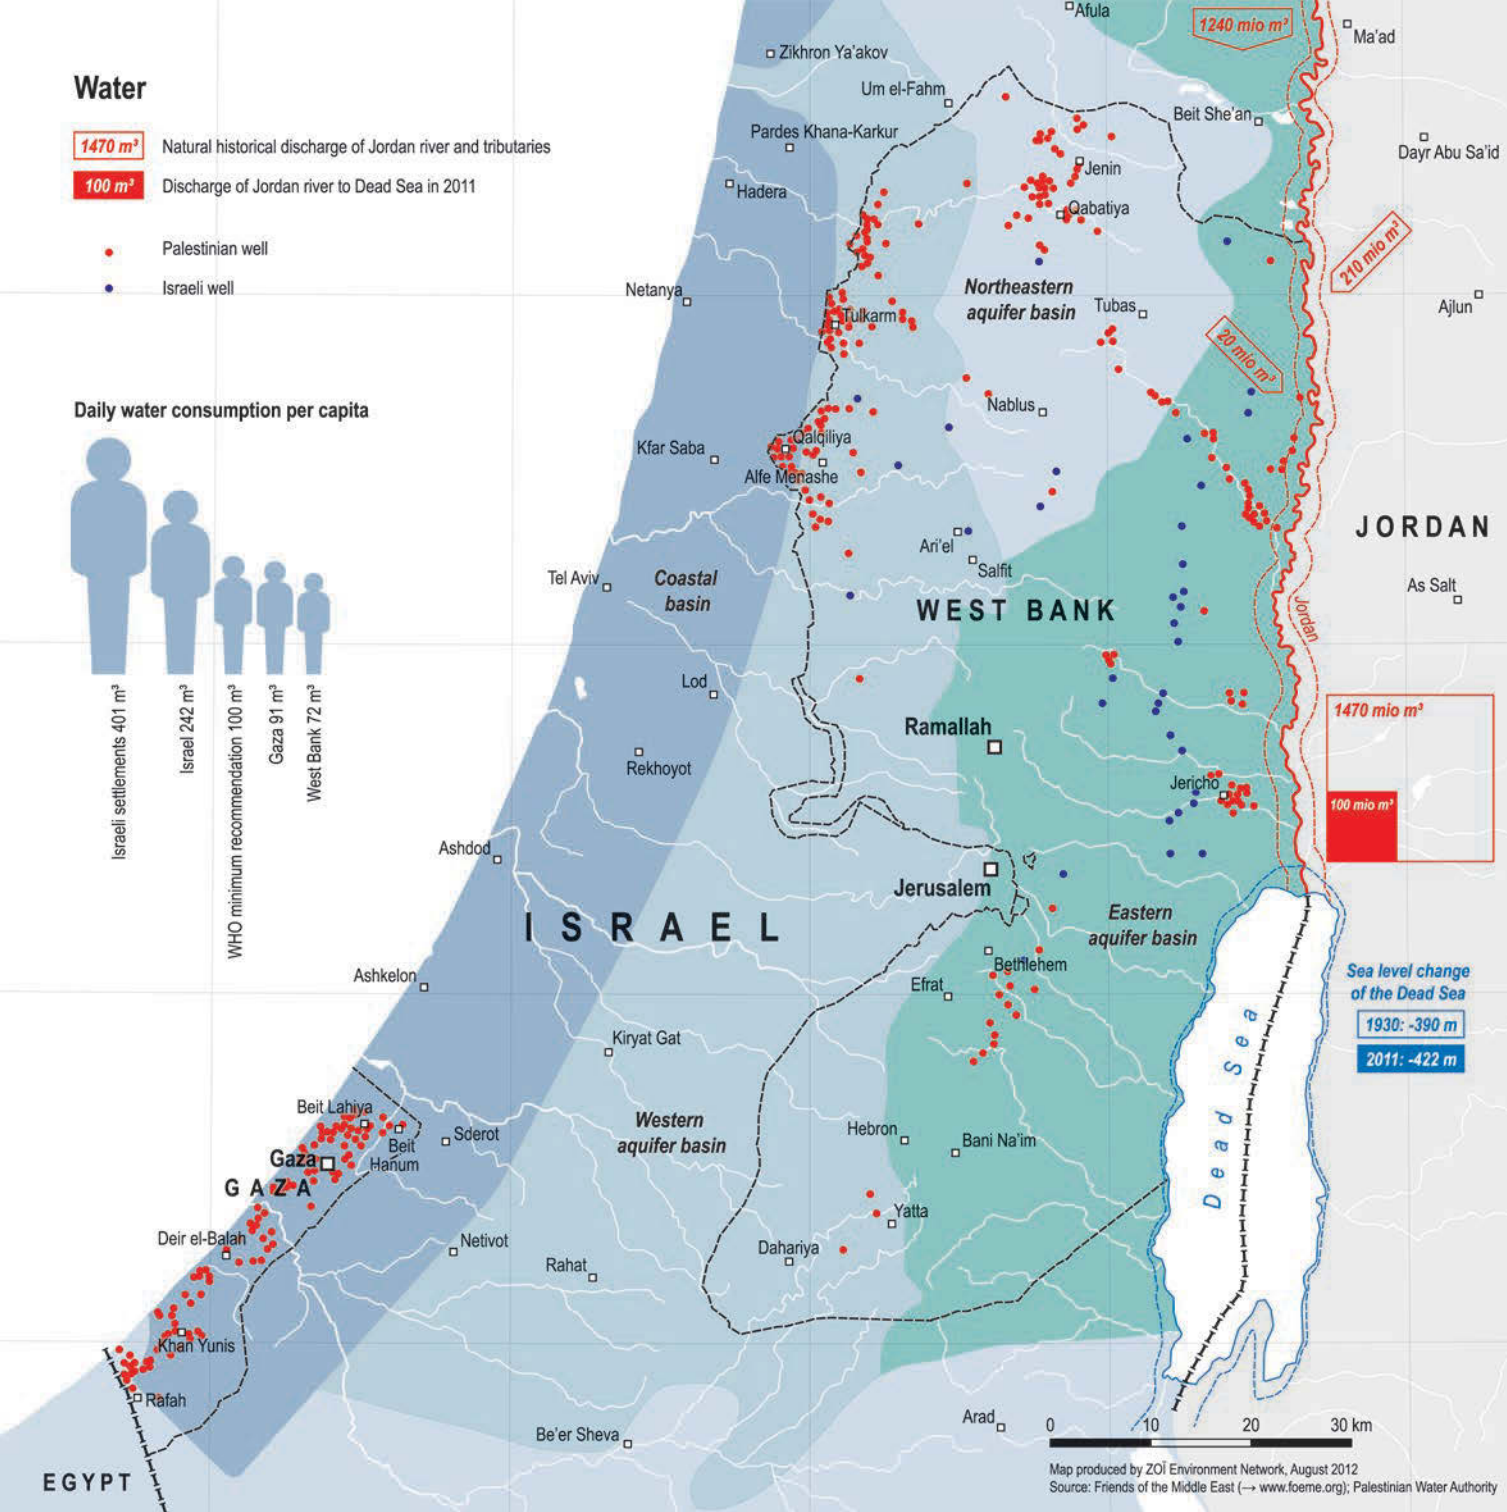 Water
1470 m³
Natural historical discharge of Jordan river and tributaries
100 m³
Discharge of Jordan river to Dead Sea in 2011
Palestinian well
Israeli well
Daily water consumption per capita
Israeli settlements 401 m³
Israel 242 m³
WHO minimum recommendation 100 m³
Gaza 91 m³
West Bank 72 m³
Afula
1240 mio m³
Ma'ad
Zikhron Ya'akov
Um el-Fahm
Beit She'an
Pardes Khana-Karkur
Dayr Abu Sa'id
Jenin
Hadera
Qabatiya
210 mio m³
Netanya
Northeastern
aquifer basin
Tubas
Ajlun
Tulkarm
20 mio m³
Nablus
Kfar Saba
Qalqiliya
Alfe Menashe
JORDAN
Ari'el
Salfit
Tel Aviv
Coastal
basin
As Salt
WEST BANK
Jordan
Lod
Ramallah
1470 mio m³
Rekhoyot
Jericho
100 mio m³
Ashdod
Jerusalem
ISRAEL
Eastern
aquifer basin
Bethlehem
Ashkelon
Efrat
Sea level change
of the Dead Sea
1930: -390 m
2011: -422 m
Kiryat Gat
Dead Sea
Beit Lahiya
Western
aquifer basin
Sderot
Beit
Hanum
Hebron
Bani Na'im
Gaza
GAZA
Yatta
Deir el-Balah
Netivot
Dahariya
Rahat
Khan Yunis
Rafah
Be'er Sheva
Arad
EGYPT
0 10 20 30 km
Map produced by ZOÏ Environment Network, August 2012
Source: Friends of the Middle East (→ www.foeme.org); Palestinian Water Authority